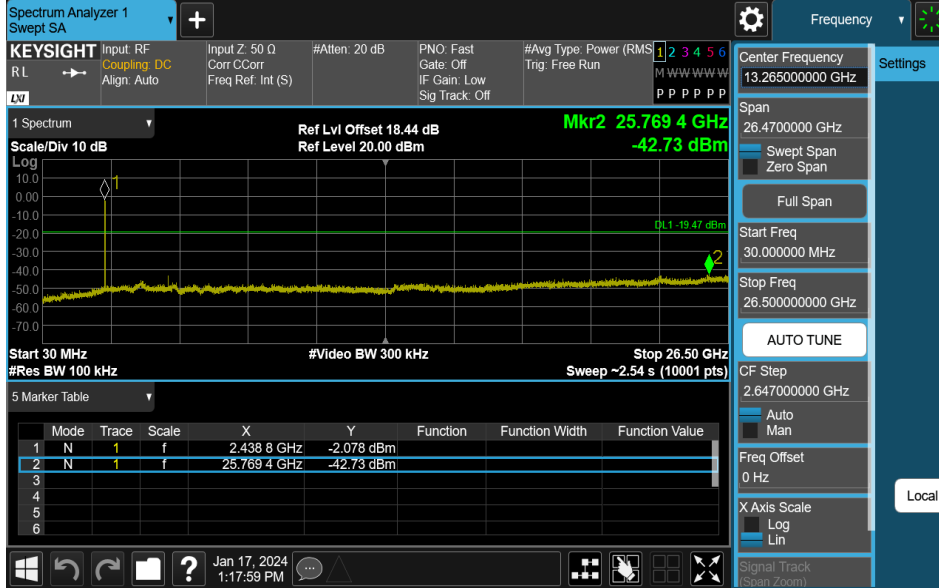 Spectrum Analyzer 1
Swept SA
+
Frequency
KEYSIGHT
RL
LXI
Input: RF
Coupling: DC
Align: Auto
Input Z: 50 Ω
Corr CCorr
Freq Ref: Int (S)
#Atten: 20 dB
PNO: Fast
Gate: Off
IF Gain: Low
Sig Track: Off
#Avg Type: Power (RMS
Trig: Free Run
1 2 3 4 5 6
M W W W W W
P P P P P P
Center Frequency
13.265000000 GHz
Settings
1 Spectrum
Scale/Div 10 dB
Ref Lvl Offset 18.44 dB
Ref Level 20.00 dBm
Mkr2 25.769 4 GHz
-42.73 dBm
Log
10.0
0.00
-10.0
-20.0
-30.0
-40.0
-50.0
-60.0
-70.0
1
DL1 -19.47 dBm
2
Start 30 MHz
#Video BW 300 kHz
Stop 26.50 GHz
#Res BW 100 kHz
Sweep ~2.54 s (10001 pts)
Span
26.4700000 GHz
Swept Span
Zero Span
Full Span
Start Freq
30.000000 MHz
Stop Freq
26.500000000 GHz
AUTO TUNE
CF Step
2.647000000 GHz
Auto
Man
Freq Offset
0 Hz
X Axis Scale
Log
Lin
Signal Track
(Span Zoom)
Local
5 Marker Table
Mode Trace Scale X Y Function Function Width Function Value
1 N 1 f 2.438 8 GHz -2.078 dBm
2 N 1 f 25.769 4 GHz -42.73 dBm
3
4
5
6
?
Jan 17, 2024
1:17:59 PM